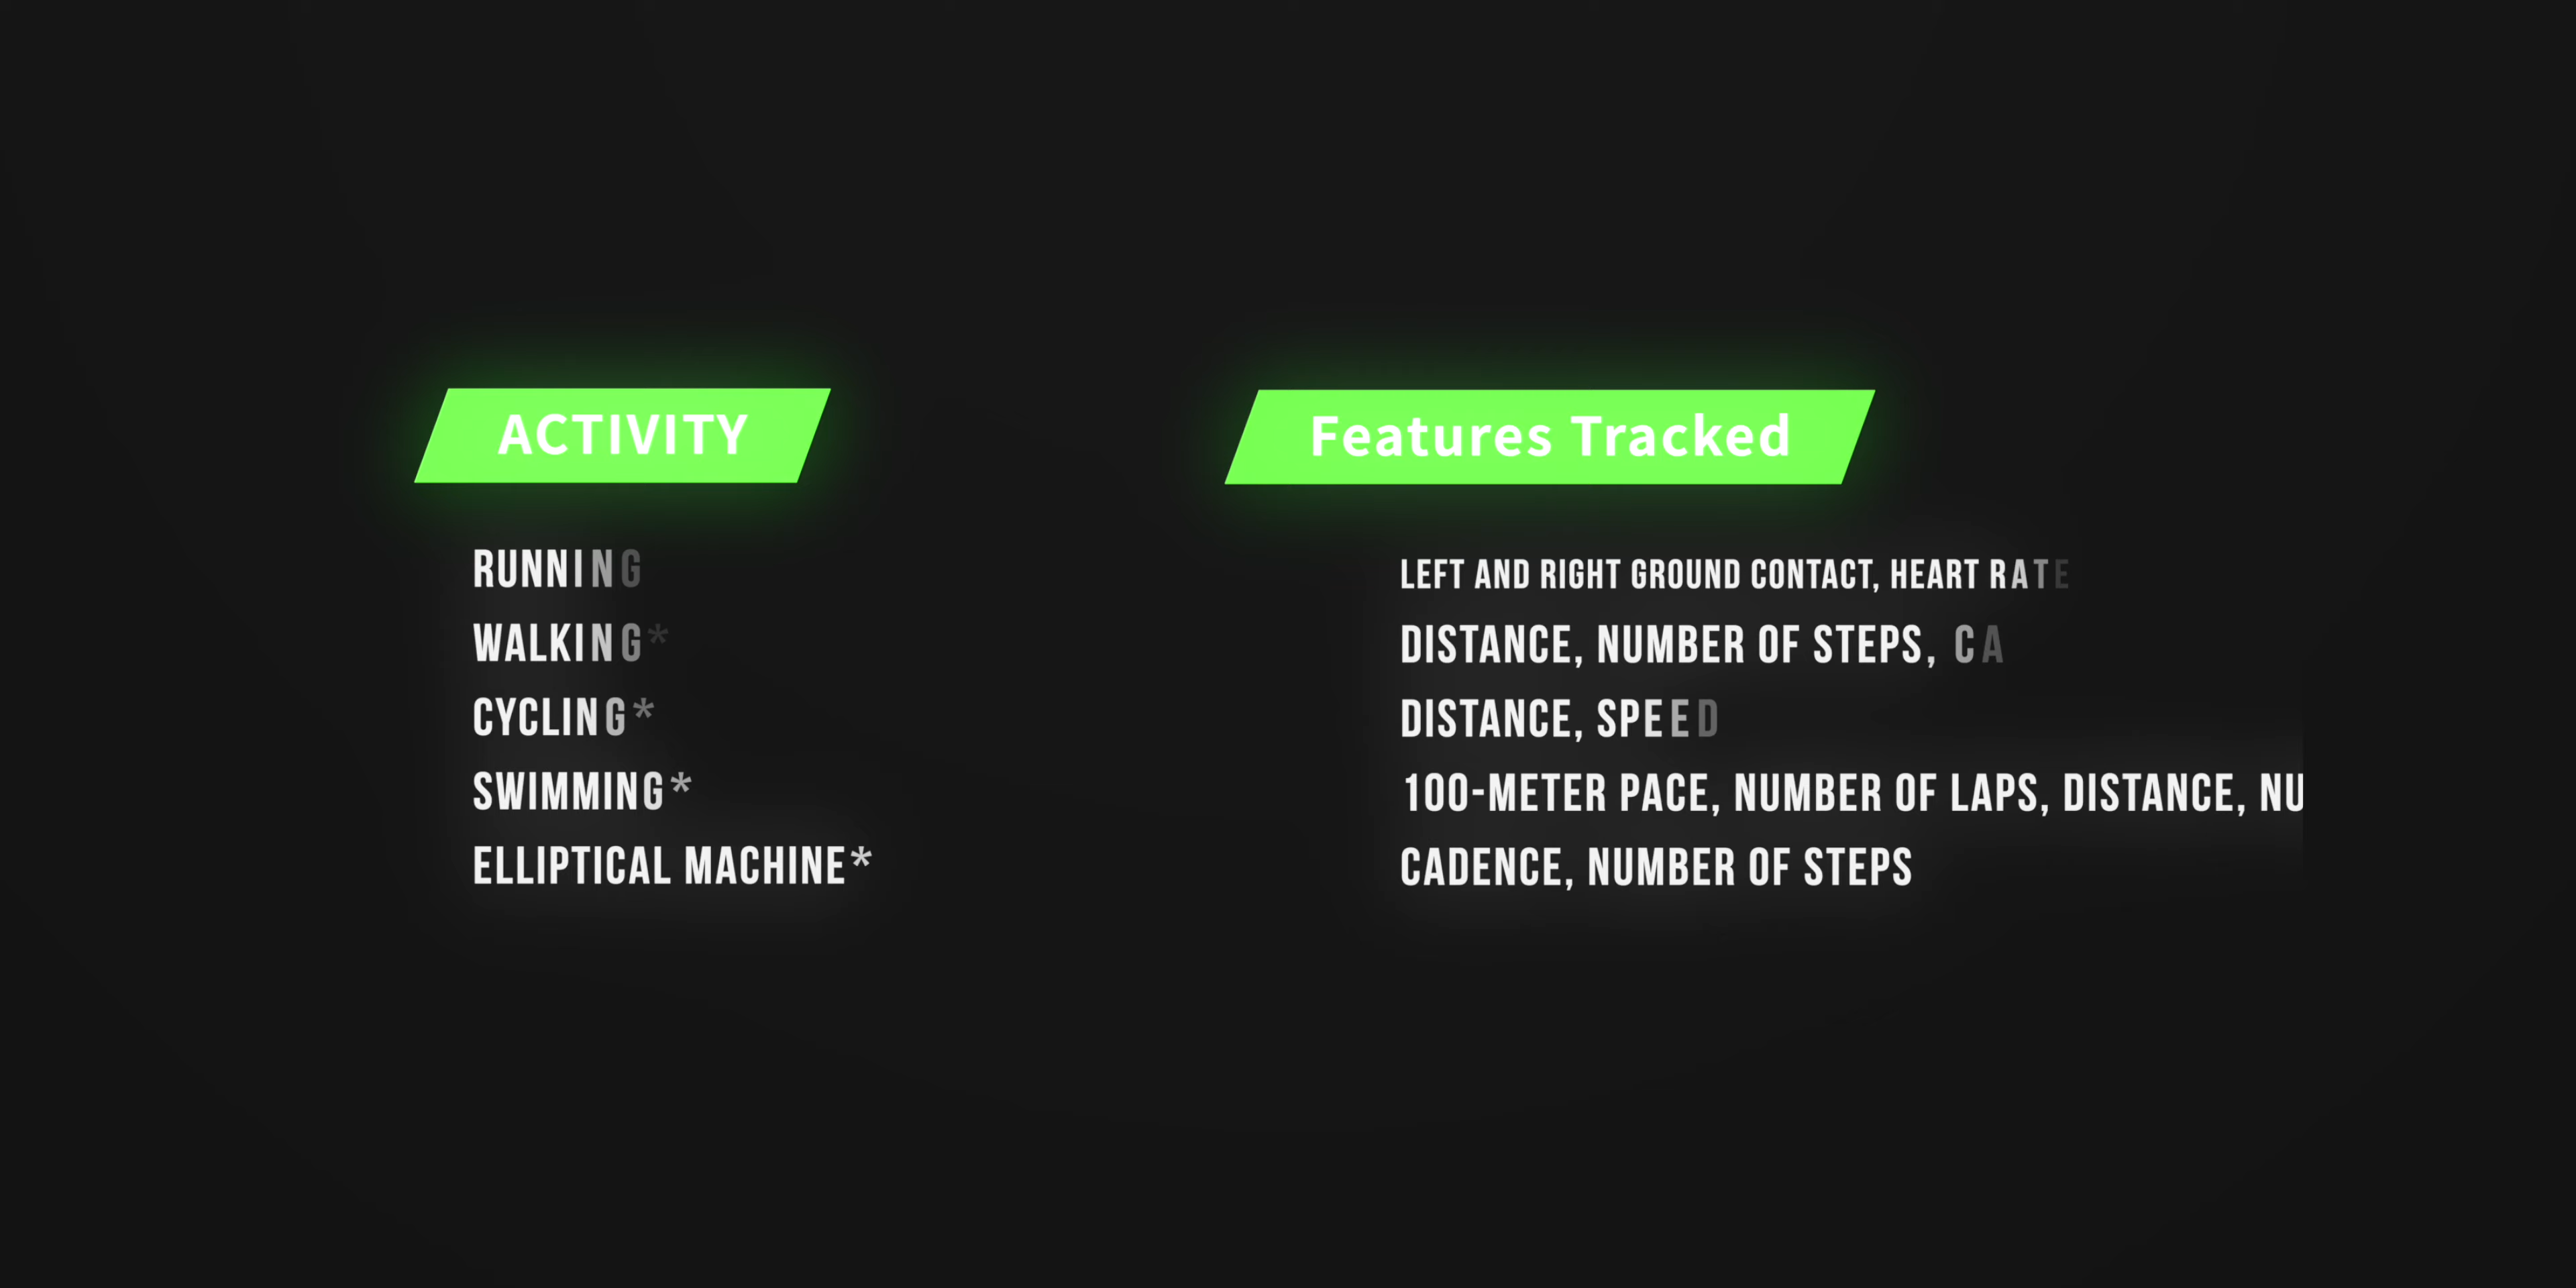 ACTIVITY
Features Tracked
RUNNING
LEFT AND RIGHT GROUND CONTACT, HEART RATE
WALKING*
DISTANCE, NUMBER OF STEPS, CA
CYCLING*
DISTANCE, SPEED
SWIMMING*
100-METER PACE, NUMBER OF LAPS, DISTANCE, NU
ELLIPTICAL MACHINE*
CADENCE, NUMBER OF STEPS